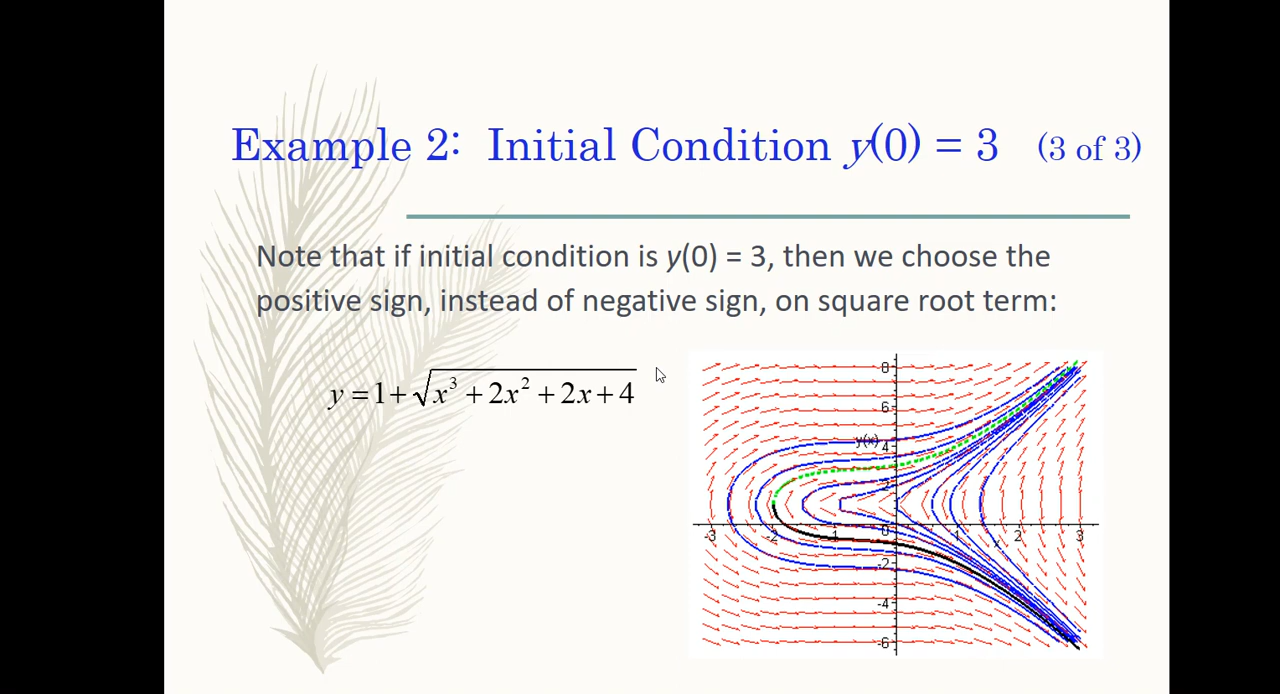 Example 2: Initial Condition y(0) = 3 (3 of 3)
Note that if initial condition is y(0) = 3, then we choose the
positive sign, instead of negative sign, on square root term:
y = 1 + √(x³ + 2x² + 2x + 4)
8
6
y(x)
4
2
-3 -2 -1 0 1 2 3
x
-2
-4
-6